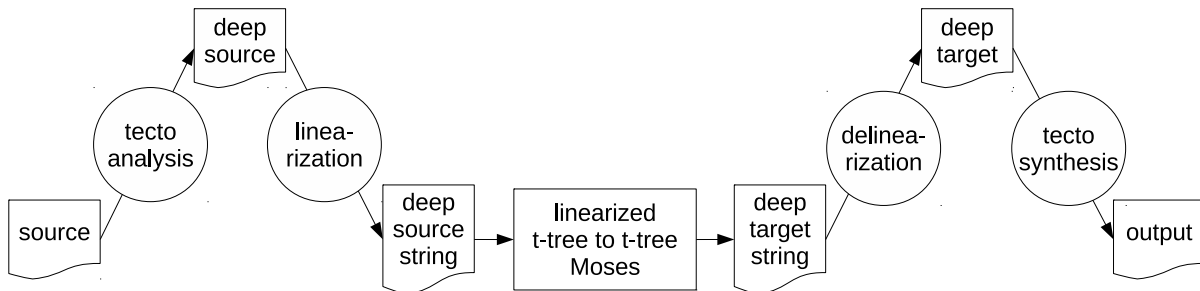 source
tecto
analysis
deep
source
linea-
rization
deep
source
string
linearized
t-tree to t-tree
Moses
deep
target
string
delinea-
rization
deep
target
tecto
synthesis
output